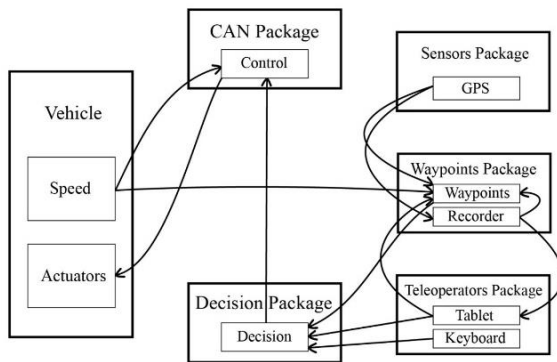 CAN Package
Control
Sensors Package
GPS
Vehicle
Speed
Actuators
Waypoints Package
Waypoints
Recorder
Decision Package
Decision
Teleoperators Package
Tablet
Keyboard